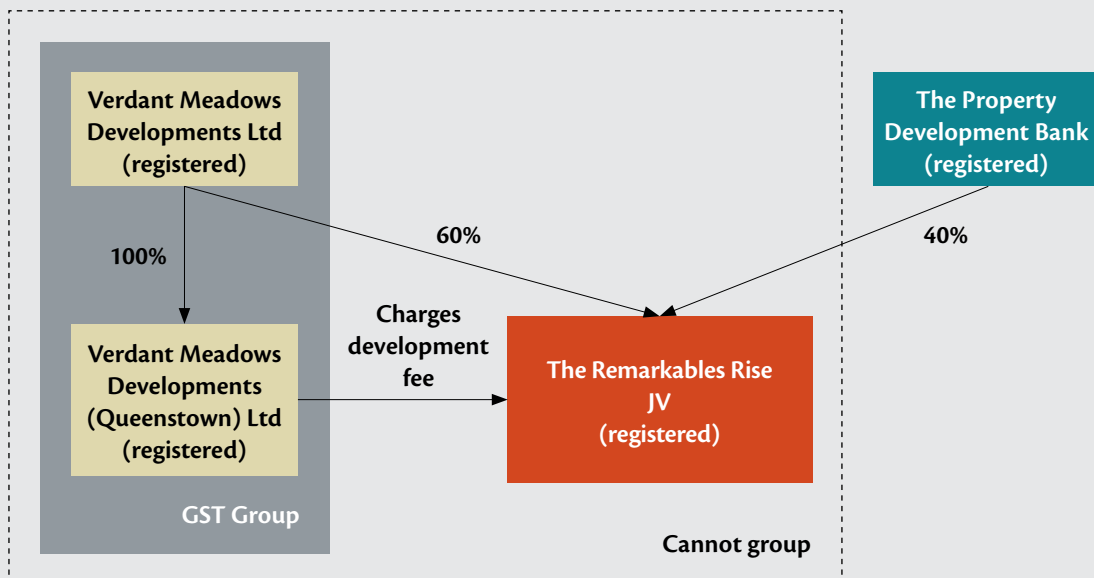 Verdant Meadows
Developments Ltd
(registered)
The Property
Development Bank
(registered)
100%
60%
40%
Charges
development
fee
Verdant Meadows
Developments
(Queenstown) Ltd
(registered)
The Remarkables Rise
JV
(registered)
GST Group
Cannot group